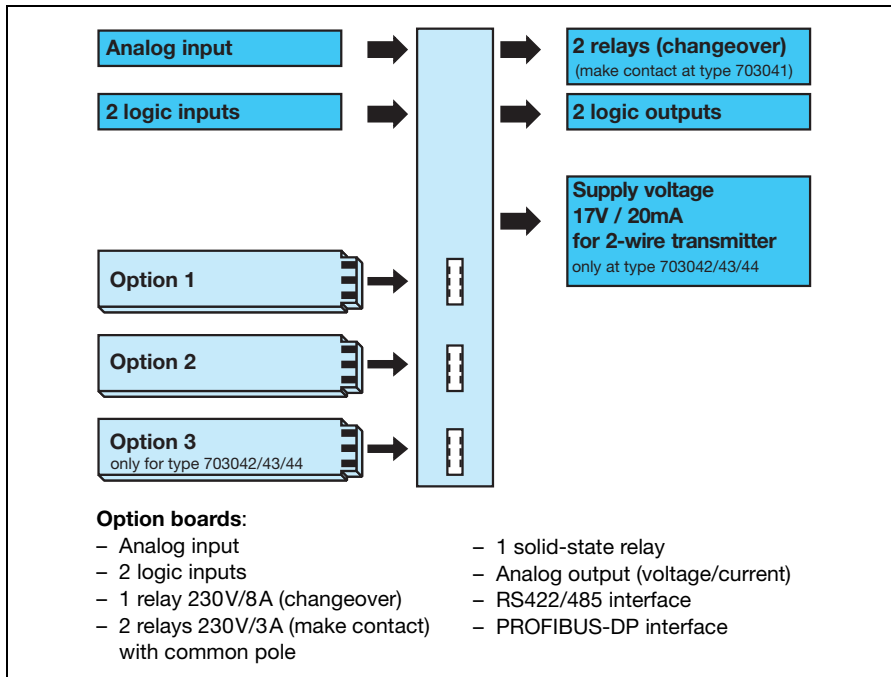 Analog input
2 relays (changeover)
(make contact at type 703041)
2 logic inputs
2 logic outputs
Supply voltage
17V / 20mA
for 2-wire transmitter
only at type 703042/43/44
Option 1
Option 2
Option 3
only for type 703042/43/44
Option boards:
– Analog input
– 2 logic inputs
– 1 relay 230V/8A (changeover)
– 2 relays 230V/3A (make contact)
with common pole
– 1 solid-state relay
– Analog output (voltage/current)
– RS422/485 interface
– PROFIBUS-DP interface